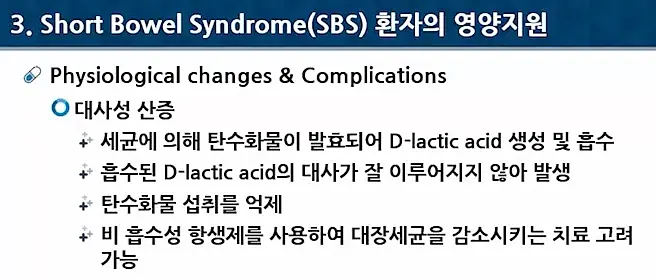 3. Short Bowel Syndrome(SBS) 환자의 영양지원
Physiological changes & Complications
대사성 산증
세균에 의해 탄수화물이 발효되어 D-lactic acid 생성 및 흡수
흡수된 D-lactic acid의 대사가 잘 이루어지지 않아 발생
탄수화물 섭취를 억제
비 흡수성 항생제를 사용하여 대장세균을 감소시키는 치료 고려
가능